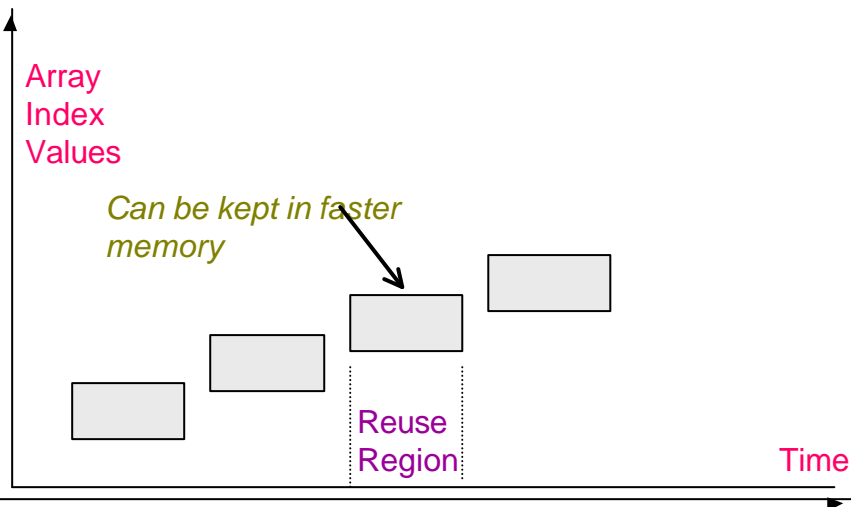 Array
Index
Values
Can be kept in faster
memory
Reuse
Region
Time